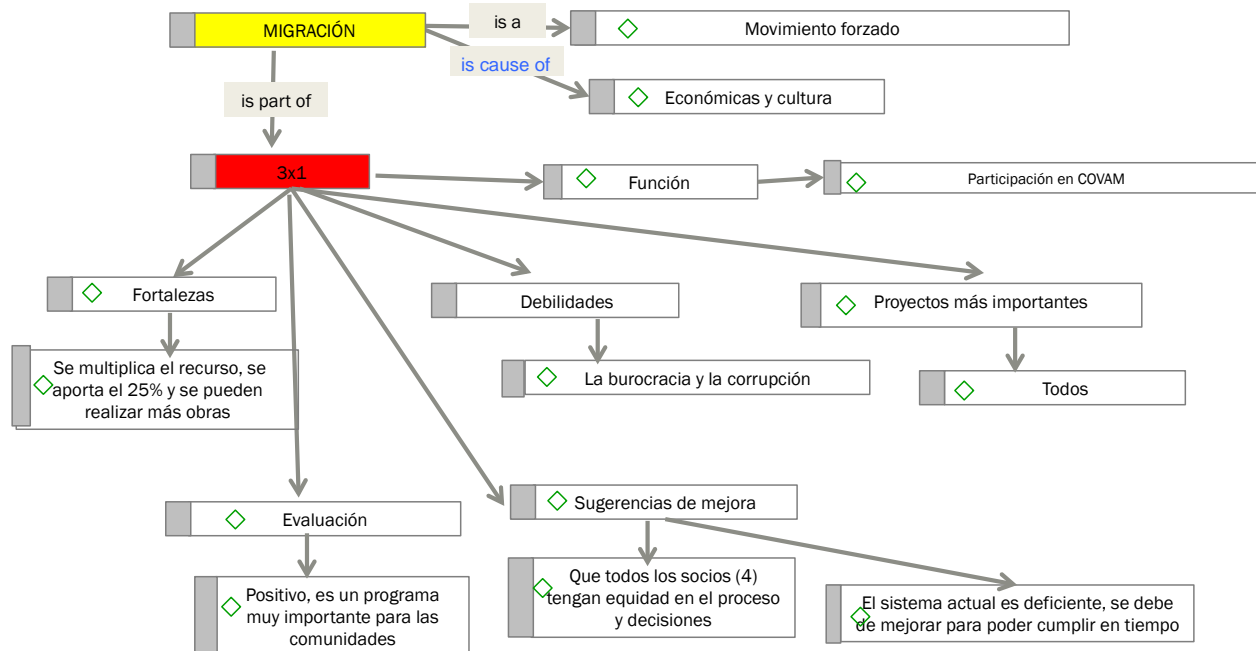 MIGRACIÓN
is a
Movimiento forzado
is cause of
Económicas y cultura
is part of
3x1
Función
Participación en COVAM
Fortalezas
Debilidades
Proyectos más importantes
Se multiplica el recurso, se
aporta el 25% y se pueden
realizar más obras
La burocracia y la corrupción
Todos
Evaluación
Sugerencias de mejora
Positivo, es un programa
muy importante para las
comunidades
Que todos los socios (4)
tengan equidad en el proceso
y decisiones
El sistema actual es deficiente, se debe
de mejorar para poder cumplir en tiempo